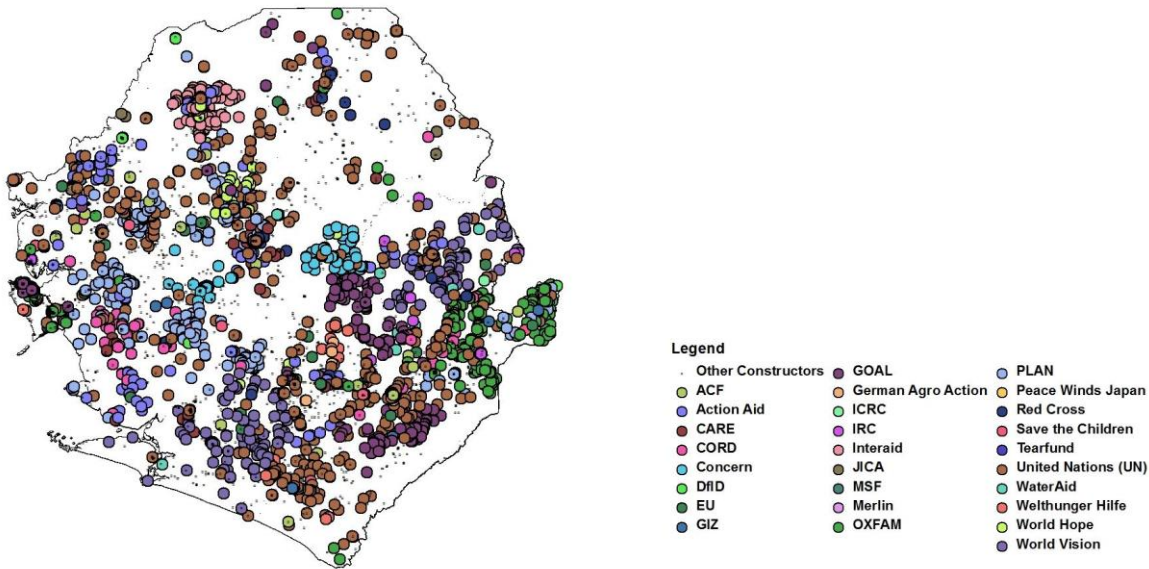 Legend
Other Constructors
ACF
Action Aid
CARE
CORD
Concern
DfID
EU
GIZ
GOAL
German Agro Action
ICRC
IRC
Interaid
JICA
MSF
Merlin
OXFAM
PLAN
Peace Winds Japan
Red Cross
Save the Children
Tearfund
United Nations (UN)
WaterAid
Welthunger Hilfe
World Hope
World Vision